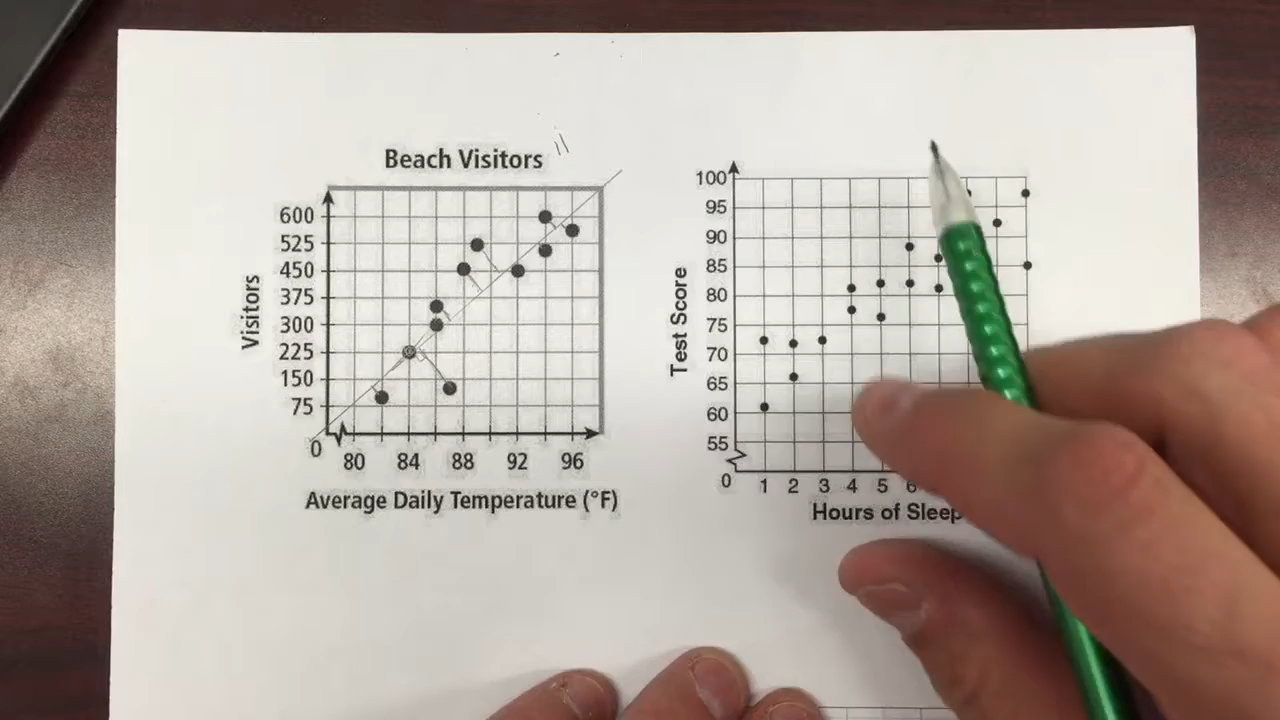 Beach Visitors
Visitors
600
525
450
375
300
225
150
75
0
80 84 88 92 96
Average Daily Temperature (°F)
Test Score
100
95
90
85
80
75
70
65
60
55
0
1 2 3 4 5 6
Hours of Sleep